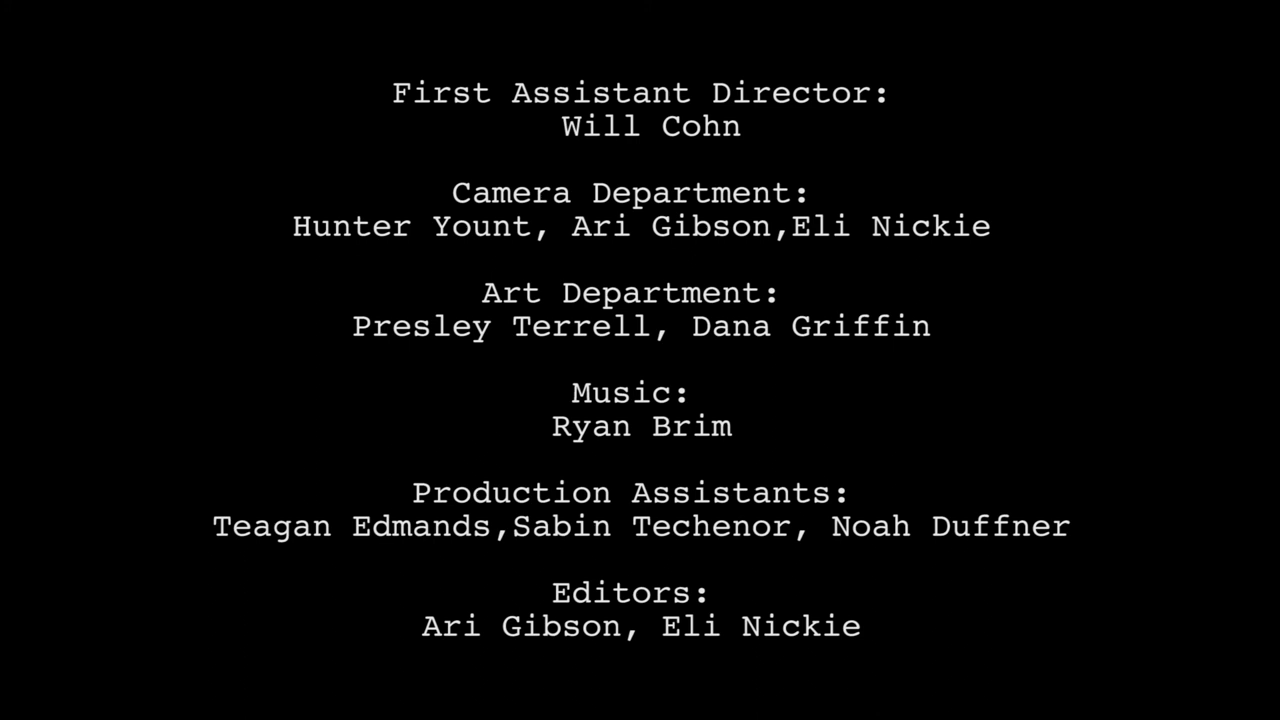 First Assistant Director:
Will Cohn
Camera Department:
Hunter Yount, Ari Gibson,Eli Nickie
Art Department:
Presley Terrell, Dana Griffin
Music:
Ryan Brim
Production Assistants:
Teagan Edmands,Sabin Techenor, Noah Duffner
Editors:
Ari Gibson, Eli Nickie